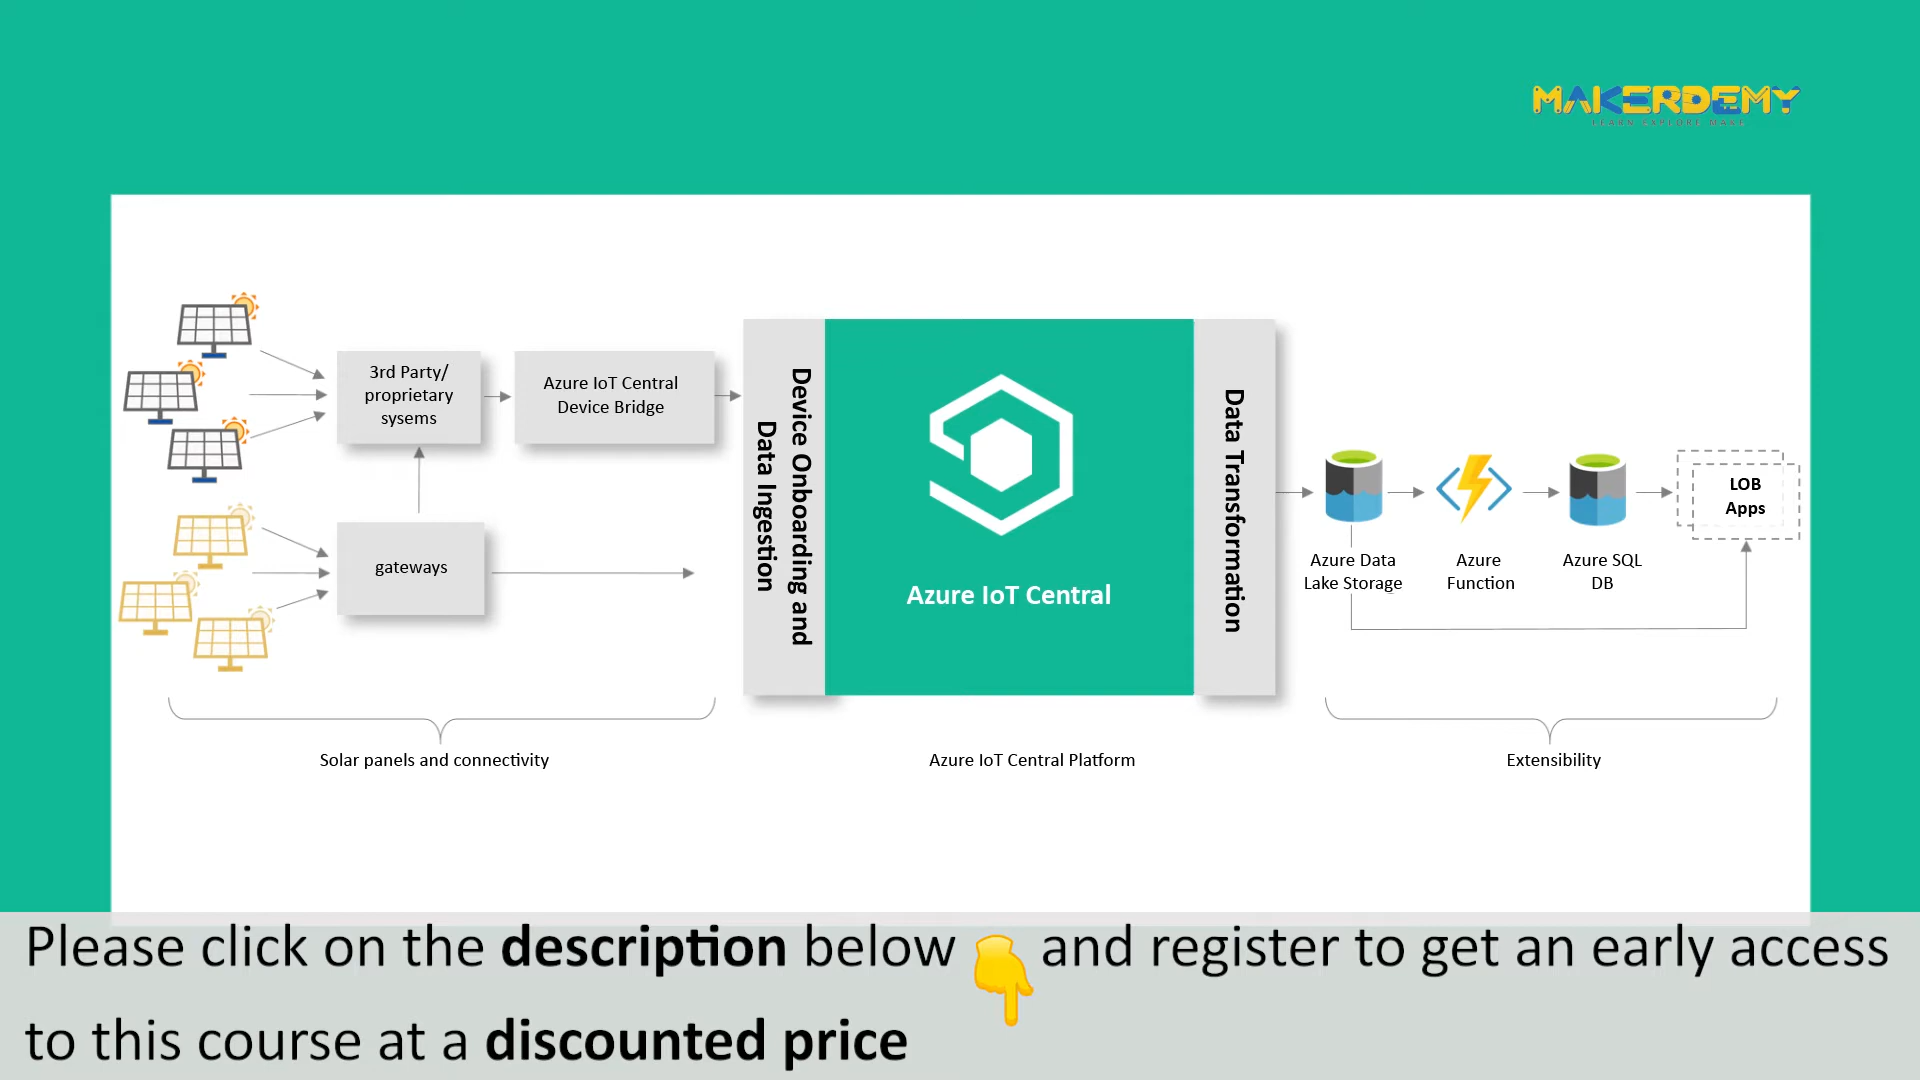 MAKERDEMY
LEARN EXPLORE MAKE
3rd Party/
proprietary
sysems
Azure IoT Central
Device Bridge
gateways
Device Onboarding and
Data Ingestion
Azure IoT Central
Data Transformation
Azure Data
Lake Storage
Azure
Function
Azure SQL
DB
LOB
Apps
Solar panels and connectivity
Azure IoT Central Platform
Extensibility
Please click on the description below 👇 and register to get an early access
to this course at a discounted price